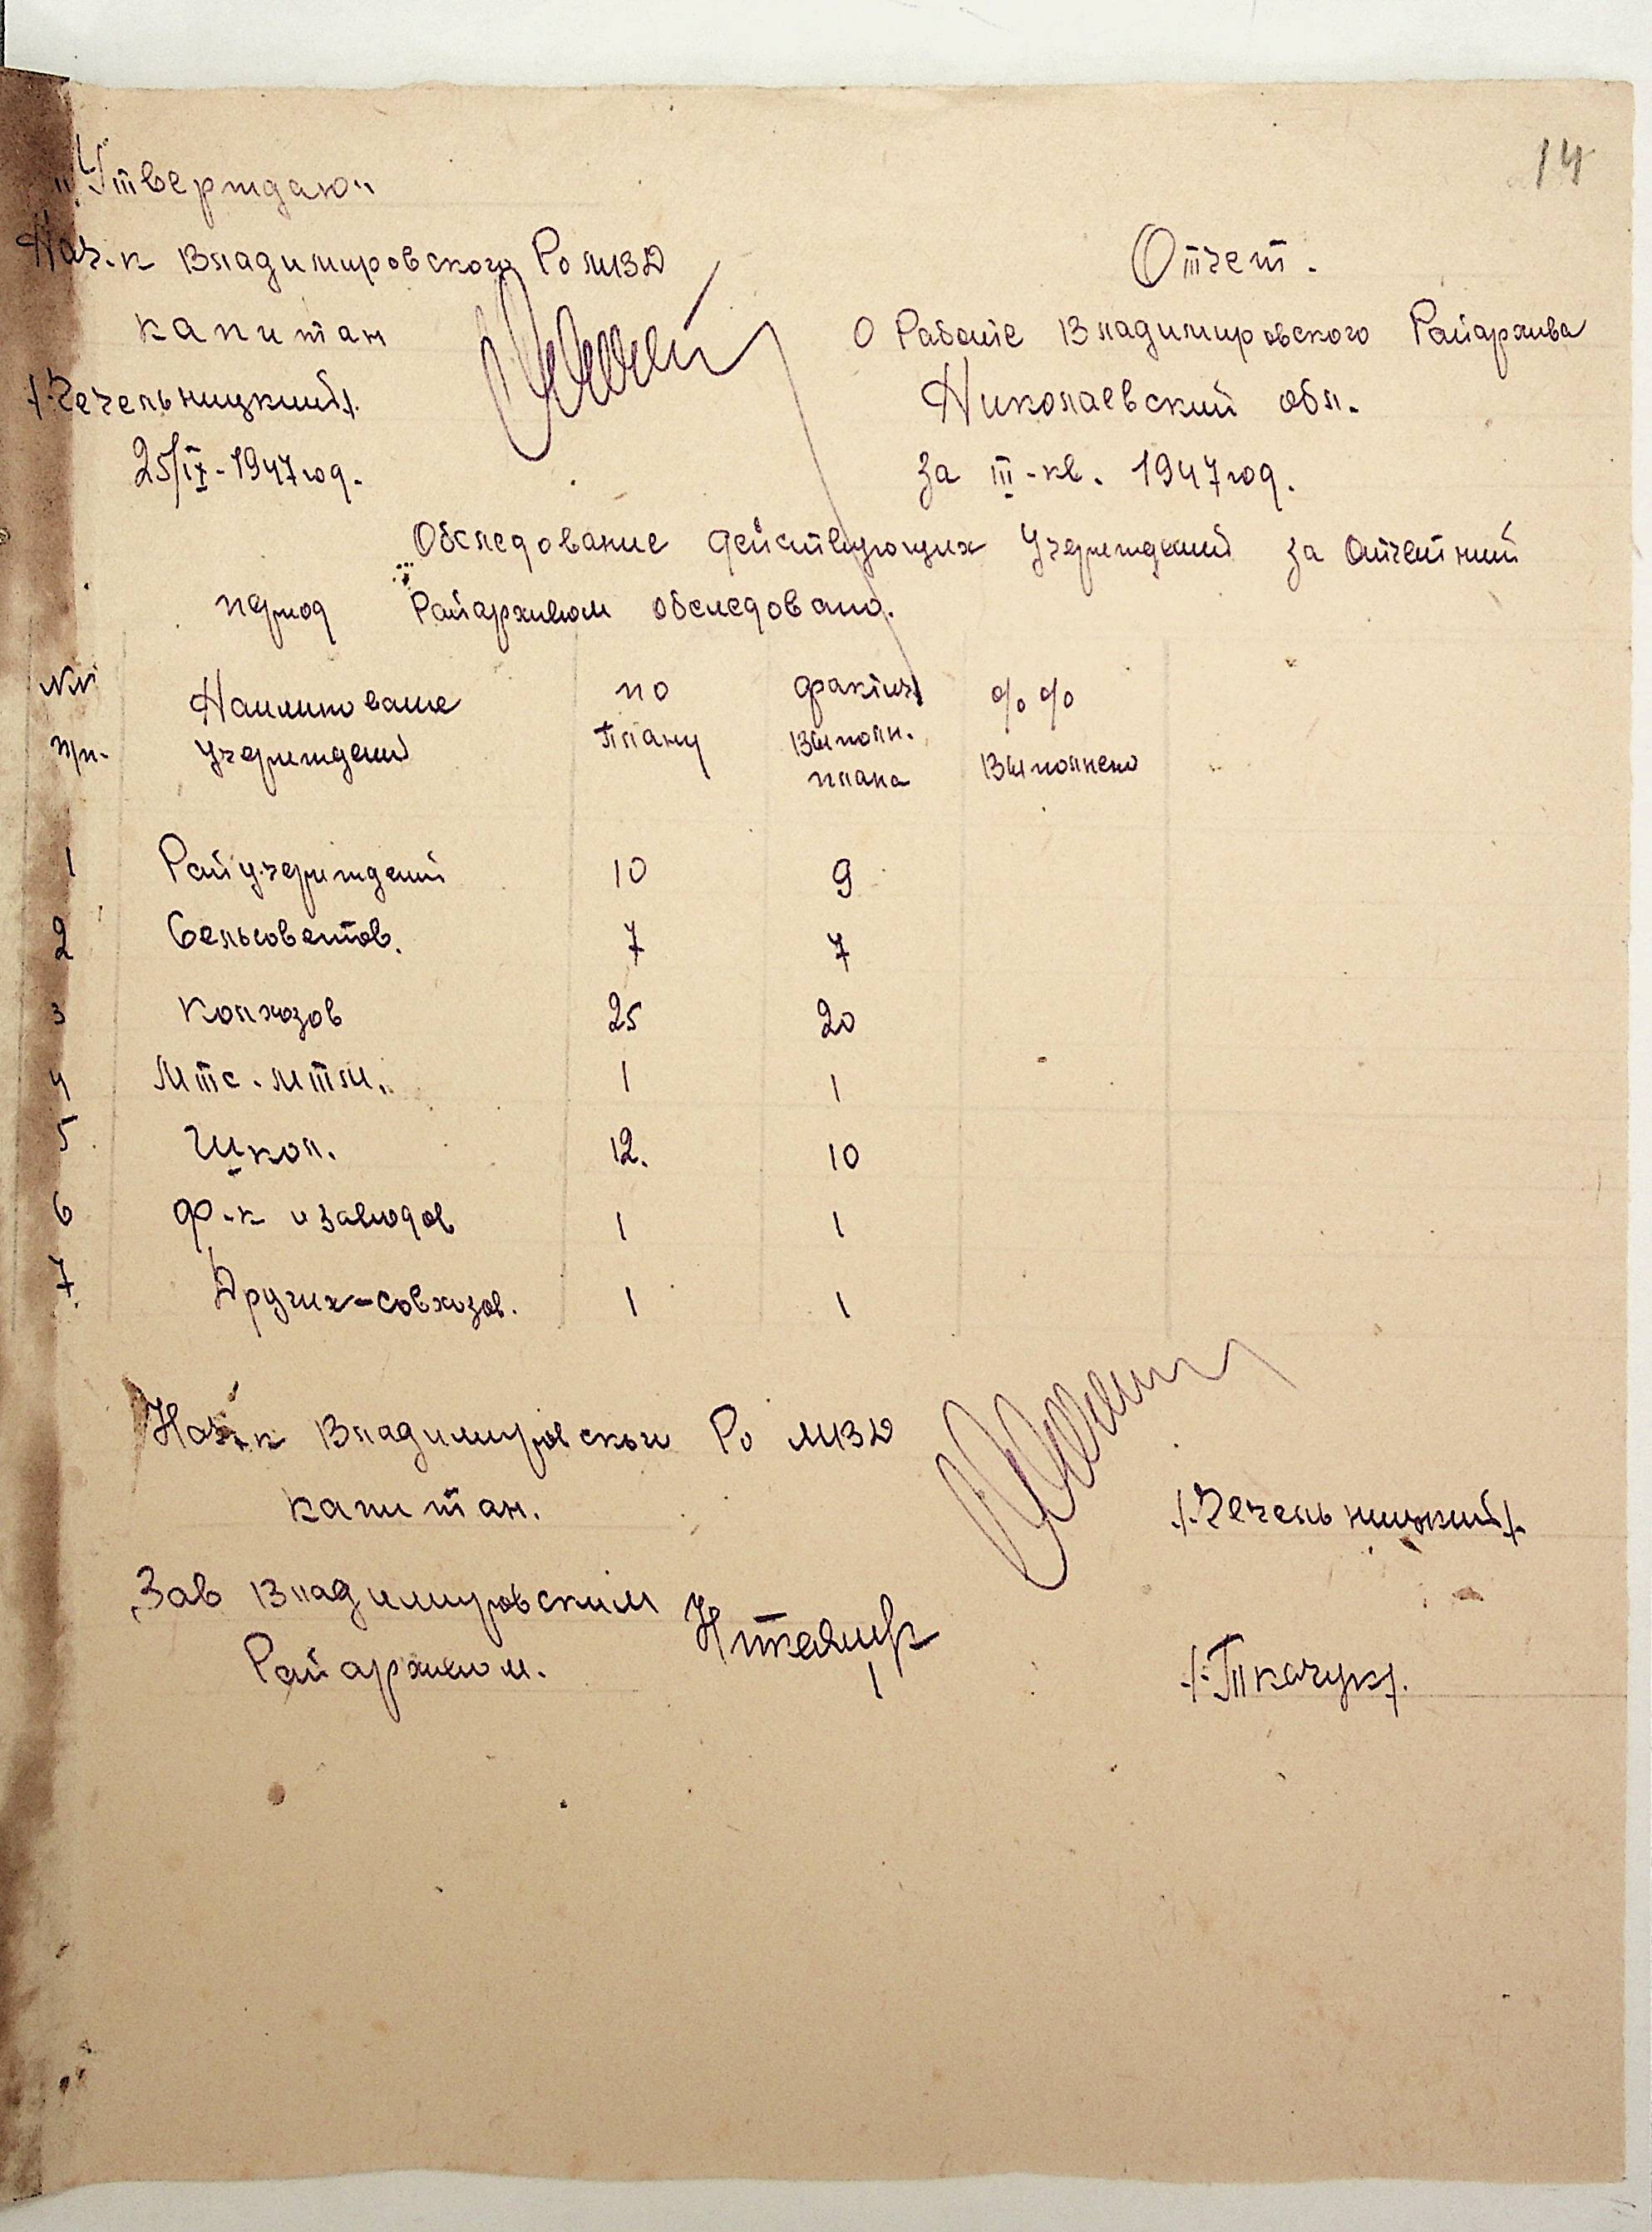 14
„Утверждаю“
Нач-к Владимировского Ро МВД
капитан
/Чечельницкий/.
25/IX-1947 год.
Отчет.
О Работе Владимировского Райархива
Николаевский обл.
За III-кв. 1947 год.
Обследование действующих Учреждений за Отчетний
период Райархивом обследовано.
№№ Наименование по фактич % %
п/п. Учреждений плану Выполн. Выполнено
плана
1 Райучреждений 10 9
2 Сельсоветов. 7 7
3 Колхозов 25 20
4 Мтс. мтм. 1 1
5 Школ. 12. 10
6 Ф-к и заводов 1 1
7. Других-совхозов. 1 1
Нач-к Владимировского Ро МВД
капитан. /Чечельницкий/.
Зав Владимировским
Райархивом. /Ткачук/.